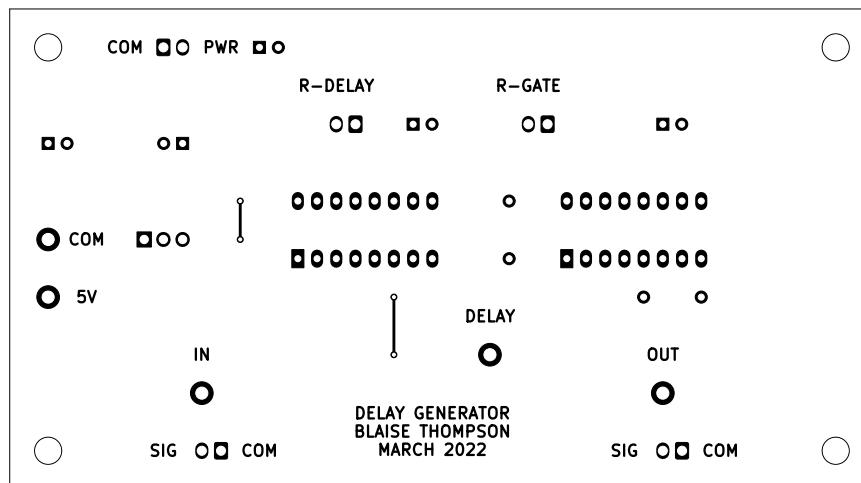 COM PWR
R-DELAY R-GATE
COM
5V
DELAY
IN OUT
DELAY GENERATOR
BLAISE THOMPSON
MARCH 2022
SIG COM SIG COM